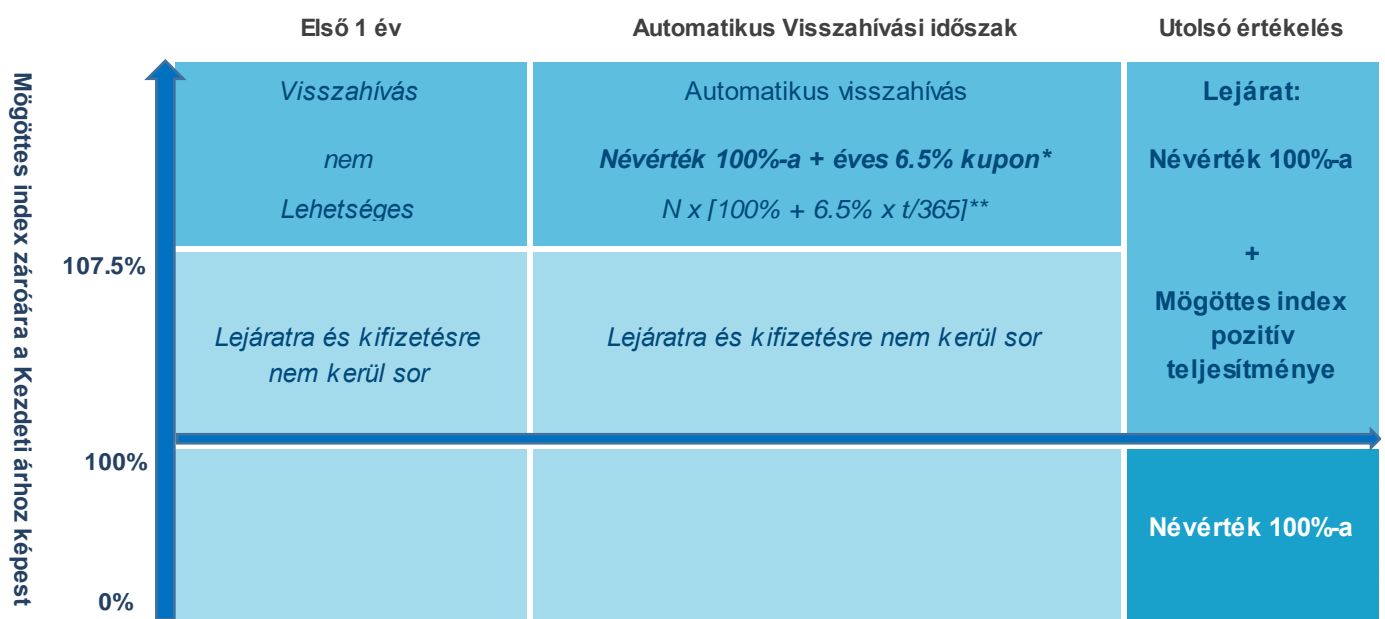 Első 1 év
Automatikus Visszahívási időszak
Utolsó értékelés
Mögöttes index záróára a Kezdeti árhoz képest
107.5%
100%
0%
Visszahívás
nem
Lehetséges
Automatikus visszahívás
Névérték 100%-a + éves 6.5% kupon*
N x [100% + 6.5% x t/365]**
Lejárat:
Névérték 100%-a
+
Mögöttes index
pozitív
teljesítménye
Lejáratra és kifizetésre
nem kerül sor
Lejáratra és kifizetésre nem kerül sor
Névérték 100%-a